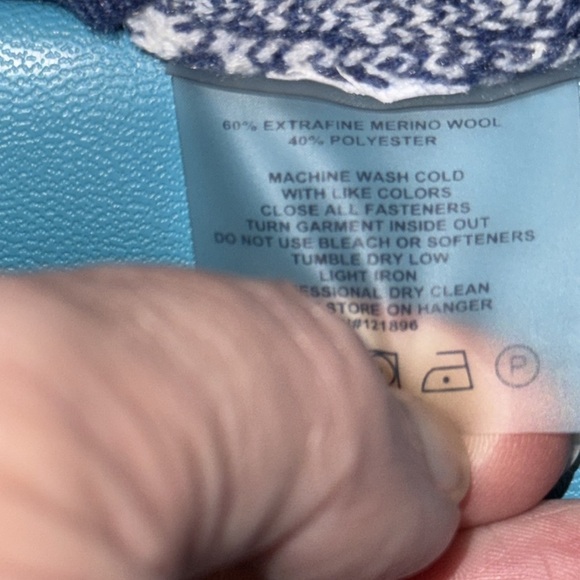 60% EXTRAFINE MERINO WOOL
40% POLYESTER
MACHINE WASH COLD
WITH LIKE COLORS
CLOSE ALL FASTENERS
TURN GARMENT INSIDE OUT
DO NOT USE BLEACH OR SOFTENERS
TUMBLE DRY LOW
LIGHT IRON
DRY CLEAN
STORE ON HANGER
#121896
P